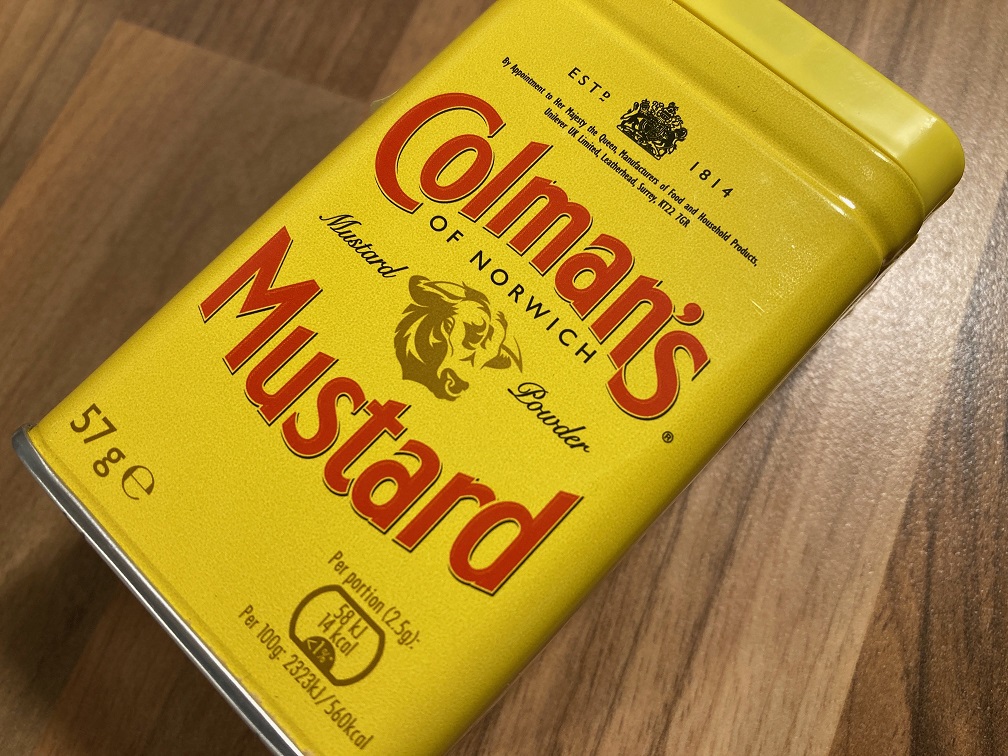 ESTD 1814
By Appointment to Her Majesty the Queen, Manufacturers of Food and Household Products,
Unilever UK Limited, Leatherhead, Surrey, KT22 7GR
Colman's®
OF NORWICH
Mustard Powder
Mustard
57 g ℮
Per portion (2.5g):
58 kJ
14 kcal
<1%
Per 100g: 2323kJ/560kcal